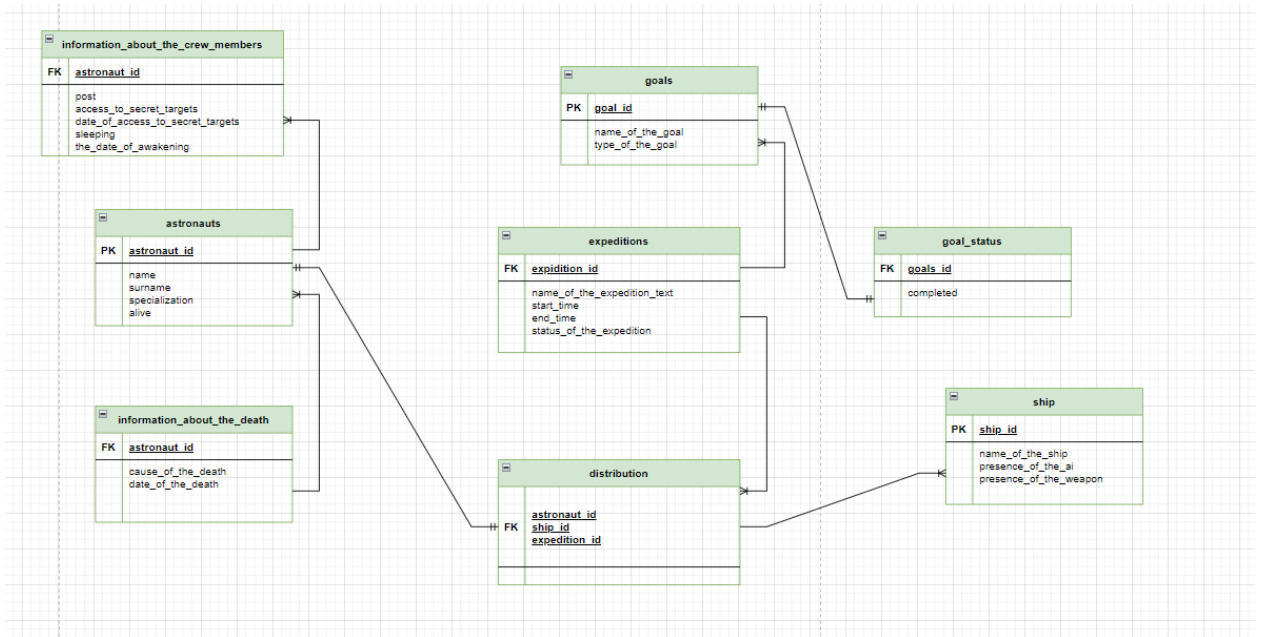 information_about_the_crew_members
FK astronaut_id
post
access_to_secret_targets
date_of_access_to_secret_targets
sleeping
the_date_of_awakening
goals
PK goal_id
name_of_the_goal
type_of_the_goal
astronauts
PK astronaut_id
name
surname
specialization
alive
expeditions
FK expidition_id
name_of_the_expedition_text
start_time
end_time
status_of_the_expedition
goal_status
FK goals_id
completed
information_about_the_death
FK astronaut_id
cause_of_the_death
date_of_the_death
distribution
astronaut_id
FK ship_id
expedition_id
ship
PK ship_id
name_of_the_ship
presence_of_the_ai
presence_of_the_weapon